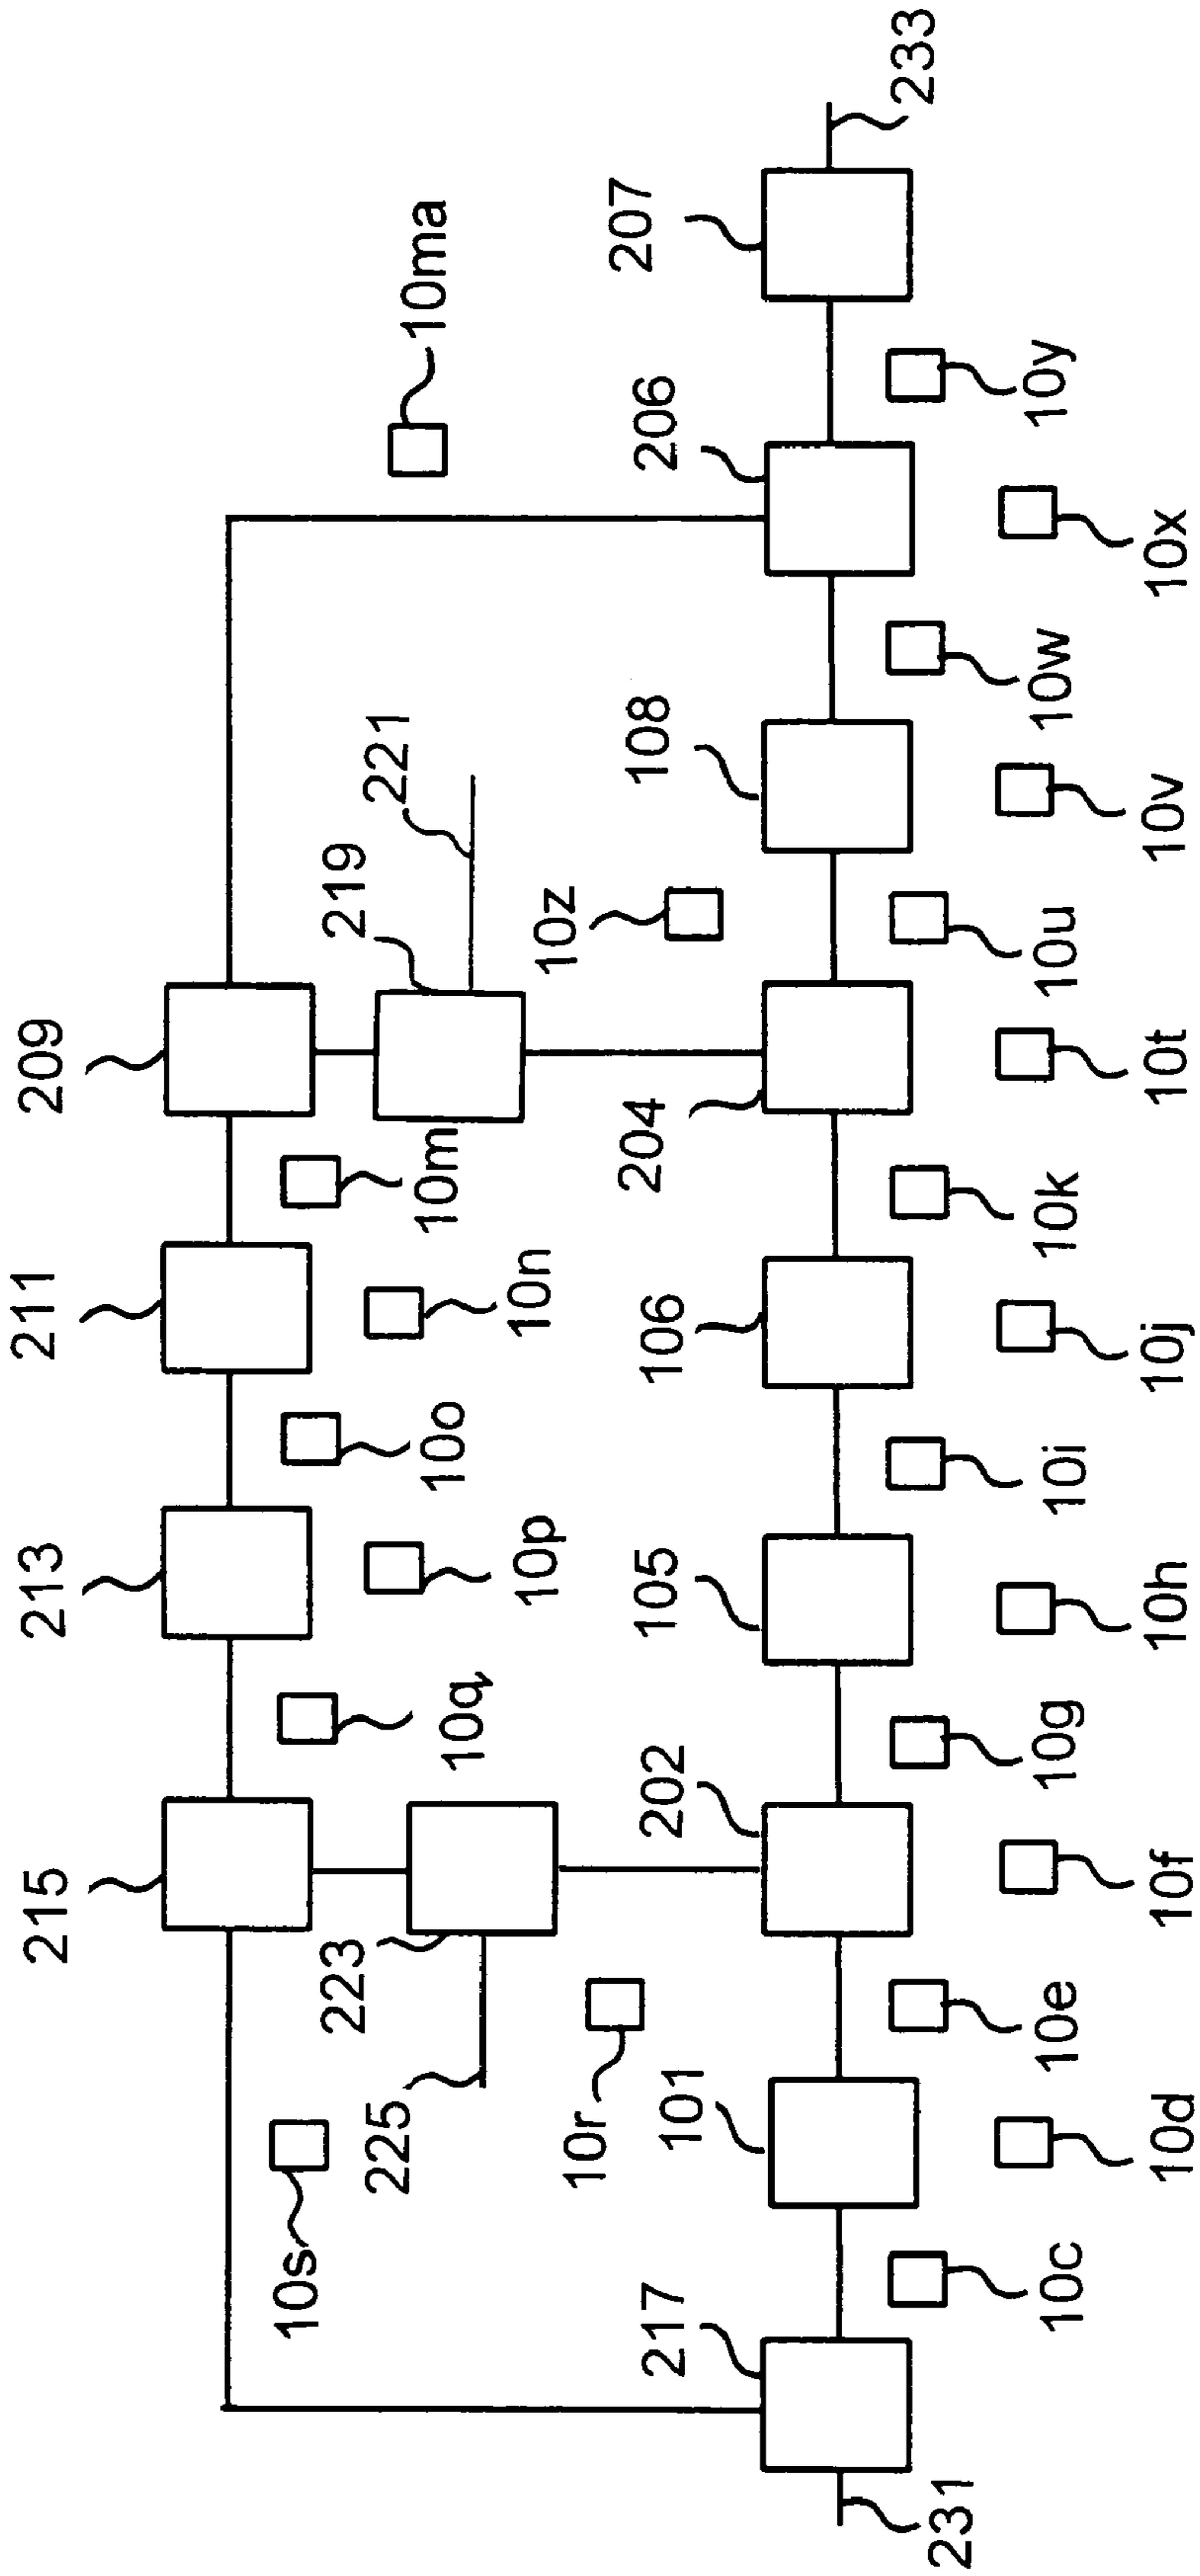 215
213
211
209
10s
223
219
225
221
10ma
10q
10o
10m
10p
10n
10r
10z
217
101
202
105
106
204
108
206
207
231
233
10c
10e
10g
10i
10k
10u
10w
10y
10d
10f
10h
10j
10t
10v
10x